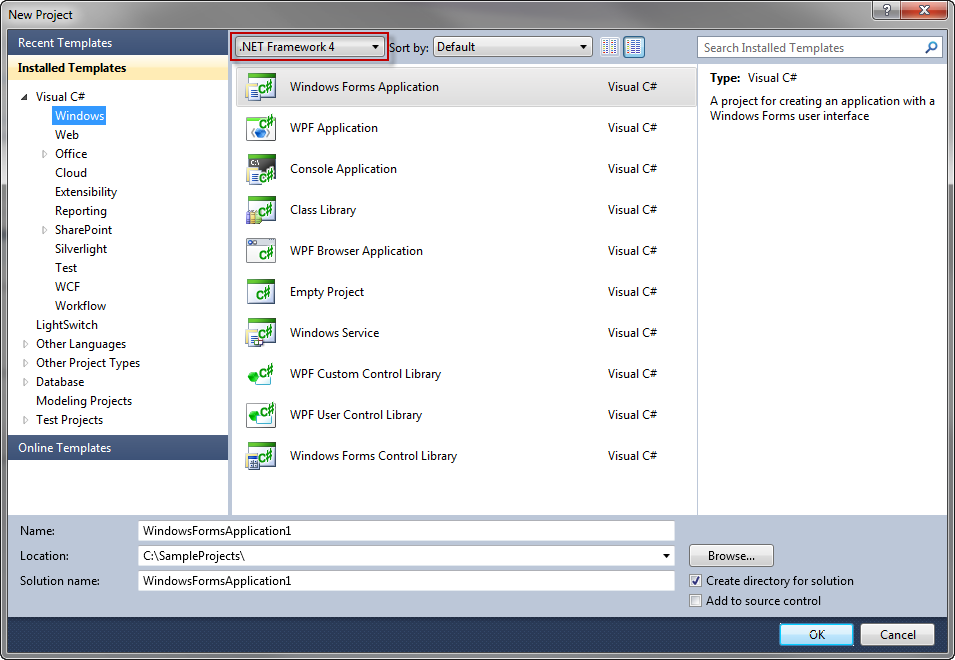 New Project
Recent Templates
.NET Framework 4
Sort by: Default
Search Installed Templates
Installed Templates
Visual C#
Windows
Web
Office
Cloud
Extensibility
Reporting
SharePoint
Silverlight
Test
WCF
Workflow
LightSwitch
Other Languages
Other Project Types
Database
Modeling Projects
Test Projects
Online Templates
Windows Forms Application Visual C#
WPF Application Visual C#
Console Application Visual C#
Class Library Visual C#
WPF Browser Application Visual C#
Empty Project Visual C#
Windows Service Visual C#
WPF Custom Control Library Visual C#
WPF User Control Library Visual C#
Windows Forms Control Library Visual C#
Type: Visual C#
A project for creating an application with a
Windows Forms user interface
Name: WindowsFormsApplication1
Location: C:\SampleProjects\
Browse...
Solution name: WindowsFormsApplication1
Create directory for solution
Add to source control
OK
Cancel